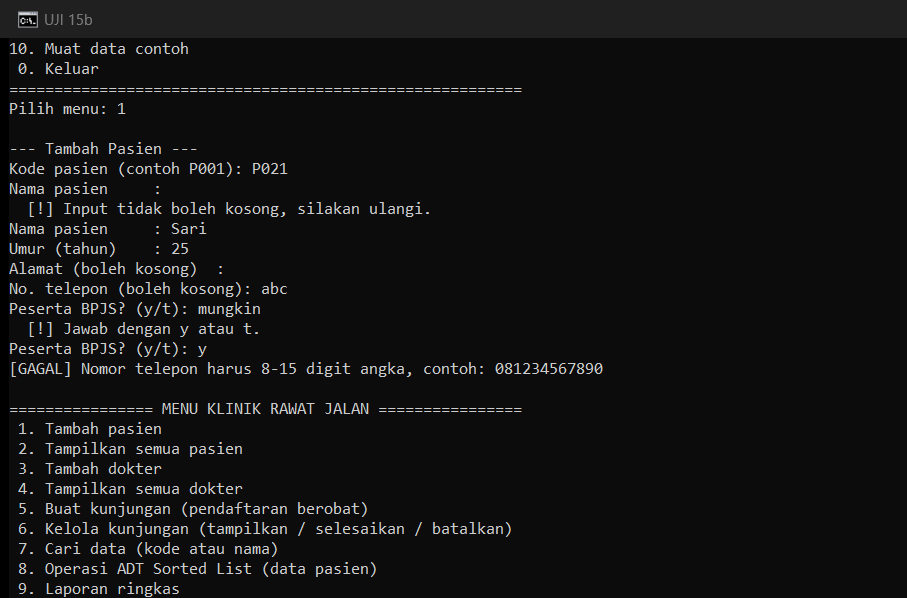 UJI 15b
10. Muat data contoh
 0. Keluar
=========================================================
Pilih menu: 1
--- Tambah Pasien ---
Kode pasien (contoh P001): P021
Nama pasien     :
  [!] Input tidak boleh kosong, silakan ulangi.
Nama pasien     : Sari
Umur (tahun)    : 25
Alamat (boleh kosong)  :
No. telepon (boleh kosong): abc
Peserta BPJS? (y/t): mungkin
  [!] Jawab dengan y atau t.
Peserta BPJS? (y/t): y
[GAGAL] Nomor telepon harus 8-15 digit angka, contoh: 081234567890
================ MENU KLINIK RAWAT JALAN ================
 1. Tambah pasien
 2. Tampilkan semua pasien
 3. Tambah dokter
 4. Tampilkan semua dokter
 5. Buat kunjungan (pendaftaran berobat)
 6. Kelola kunjungan (tampilkan / selesaikan / batalkan)
 7. Cari data (kode atau nama)
 8. Operasi ADT Sorted List (data pasien)
 9. Laporan ringkas